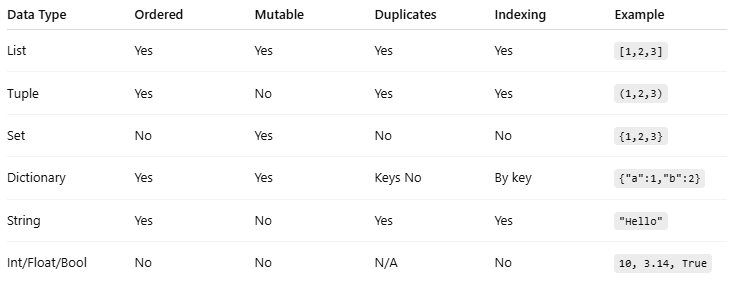 Data Type Ordered Mutable Duplicates Indexing Example
List Yes Yes Yes Yes [1,2,3]
Tuple Yes No Yes Yes (1,2,3)
Set No Yes No No {1,2,3}
Dictionary Yes Yes Keys No By key {"a":1,"b":2}
String Yes No Yes Yes "Hello"
Int/Float/Bool No No N/A No 10, 3.14, True